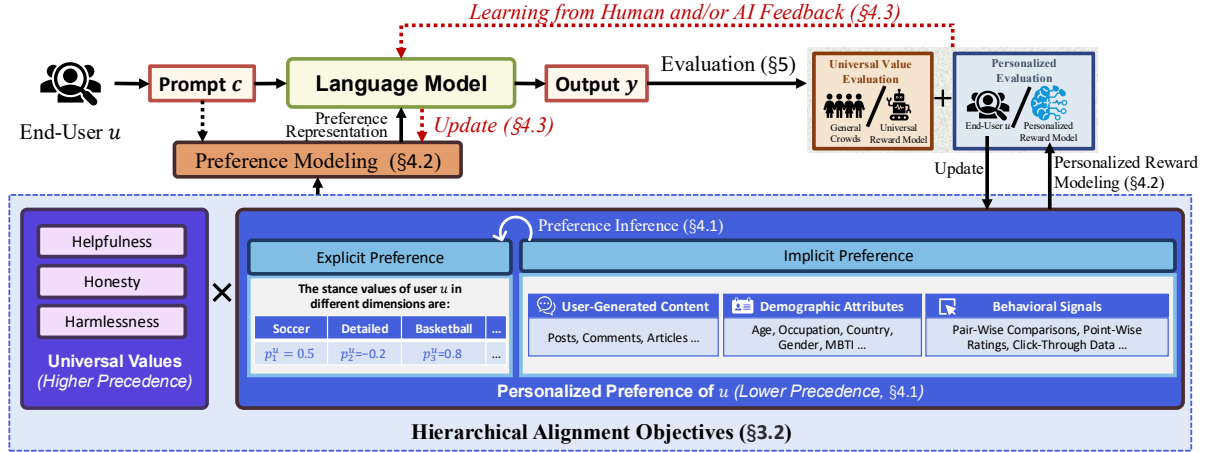 Learning from Human and/or AI Feedback (§4.3)
End-User u
Prompt c
Language Model
Output y
Evaluation (§5)
Universal Value
Evaluation
General
Crowds
Universal
Reward Model
+
Personalized
Evaluation
End-User u
Personalized
Reward Model
Preference
Representation
Update (§4.3)
Preference Modeling (§4.2)
Update
Personalized Reward
Modeling (§4.2)
Helpfulness
Honesty
Harmlessness
Universal Values
(Higher Precedence)
×
Preference Inference (§4.1)
Explicit Preference
The stance values of user u in
different dimensions are:
Soccer Detailed Basketball ...
p₁ᵘ = 0.5 p₂ᵘ=−0.2 p₃ᵘ=0.8 ...
Implicit Preference
User-Generated Content
Posts, Comments, Articles ...
Demographic Attributes
Age, Occupation, Country,
Gender, MBTI ...
Behavioral Signals
Pair-Wise Comparisons, Point-Wise
Ratings, Click-Through Data ...
Personalized Preference of u (Lower Precedence, §4.1)
Hierarchical Alignment Objectives (§3.2)